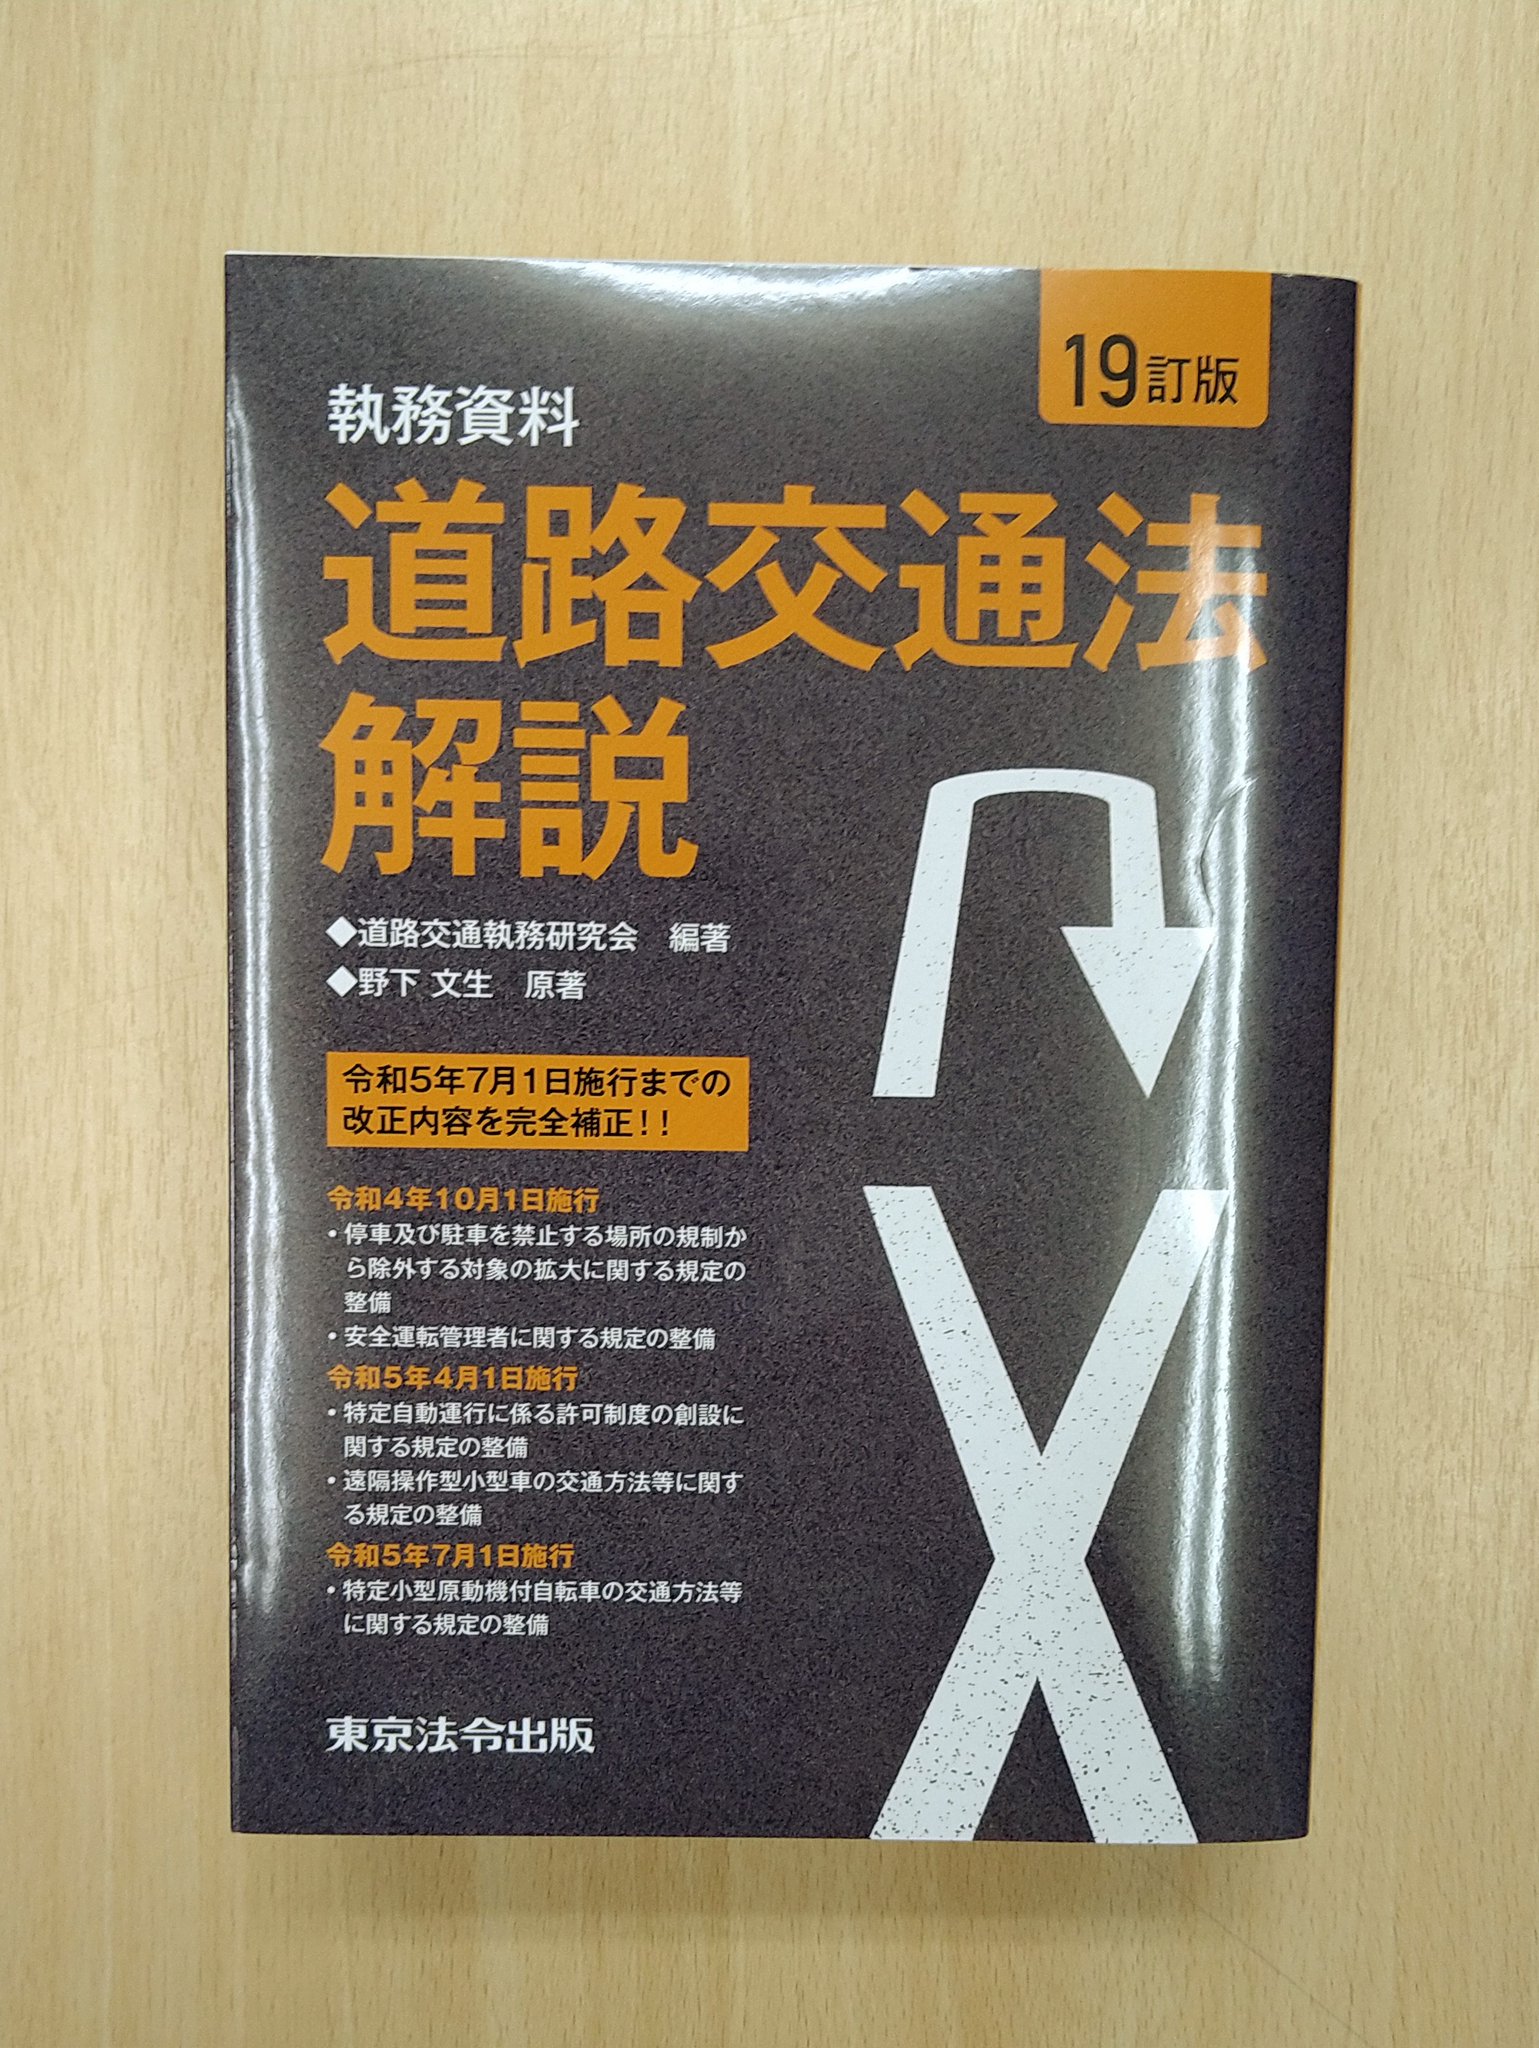 19訂版
執務資料
道路交通法
解説
◆道路交通執務研究会 編著
◆野下 文生 原著
令和5年7月1日施行までの
改正内容を完全補正!!
令和4年10月1日施行
・停車及び駐車を禁止する場所の規制か
ら除外する対象の拡大に関する規定の
整備
・安全運転管理者に関する規定の整備
令和5年4月1日施行
・特定自動運行に係る許可制度の創設に
関する規定の整備
・遠隔操作型小型車の交通方法等に関す
る規定の整備
令和5年7月1日施行
・特定小型原動機付自転車の交通方法等
に関する規定の整備
東京法令出版